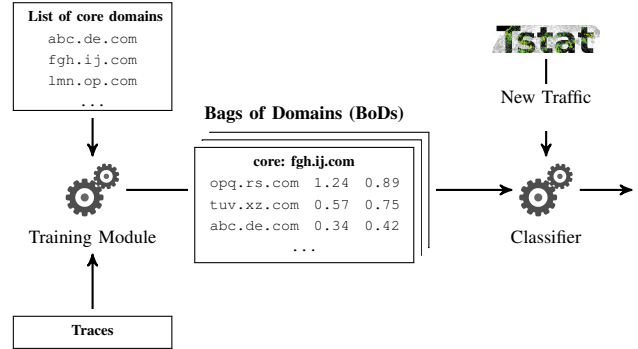 List of core domains
abc.de.com
fgh.ij.com
lmn.op.com
...
Tstat
New Traffic
Bags of Domains (BoDs)
core: fgh.ij.com
opq.rs.com 1.24 0.89
tuv.xz.com 0.57 0.75
abc.de.com 0.34 0.42
...
Training Module
Classifier
Traces